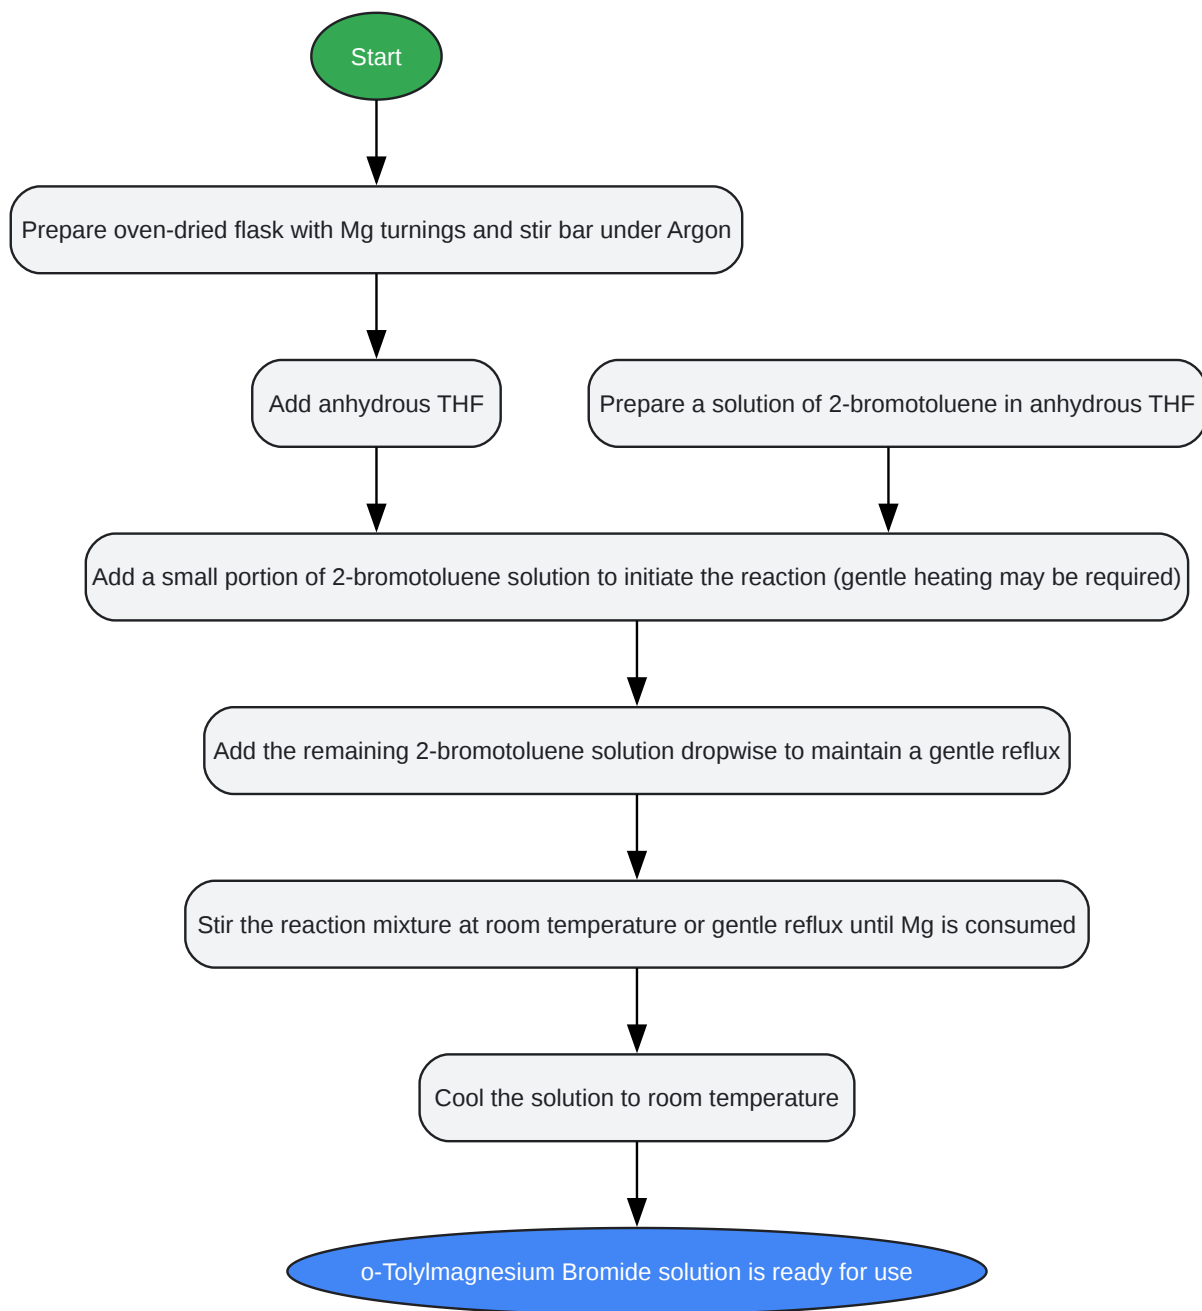 Start
Prepare oven-dried flask with Mg turnings and stir bar under Argon
Add anhydrous THF
Prepare a solution of 2-bromotoluene in anhydrous THF
Add a small portion of 2-bromotoluene solution to initiate the reaction (gentle heating may be required)
Add the remaining 2-bromotoluene solution dropwise to maintain a gentle reflux
Stir the reaction mixture at room temperature or gentle reflux until Mg is consumed
Cool the solution to room temperature
o-Tolylmagnesium Bromide solution is ready for use